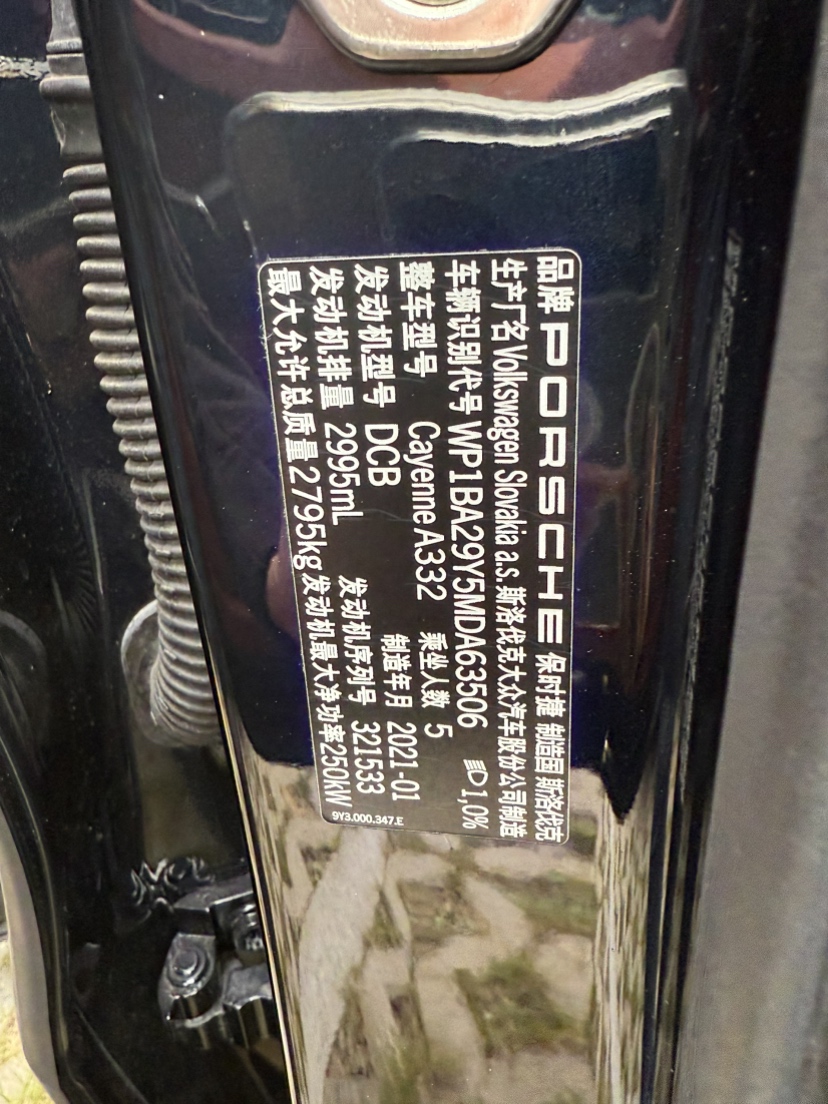 品牌 PORSCHE 保时捷 制造国 斯洛伐克
生产厂名 Volkswagen Slovakia a.s. 斯洛伐克大众汽车股份公司制造
车辆识别代号 WP1BA29Y5MDA63506 1,0%
整车型号 Cayenne A332 乘坐人数 5
发动机型号 DCB 制造年月 2021-01
发动机排量 2995mL 发动机序列号 321533
最大允许总质量 2795kg 发动机最大净功率 250kW
9Y3.000.347.E